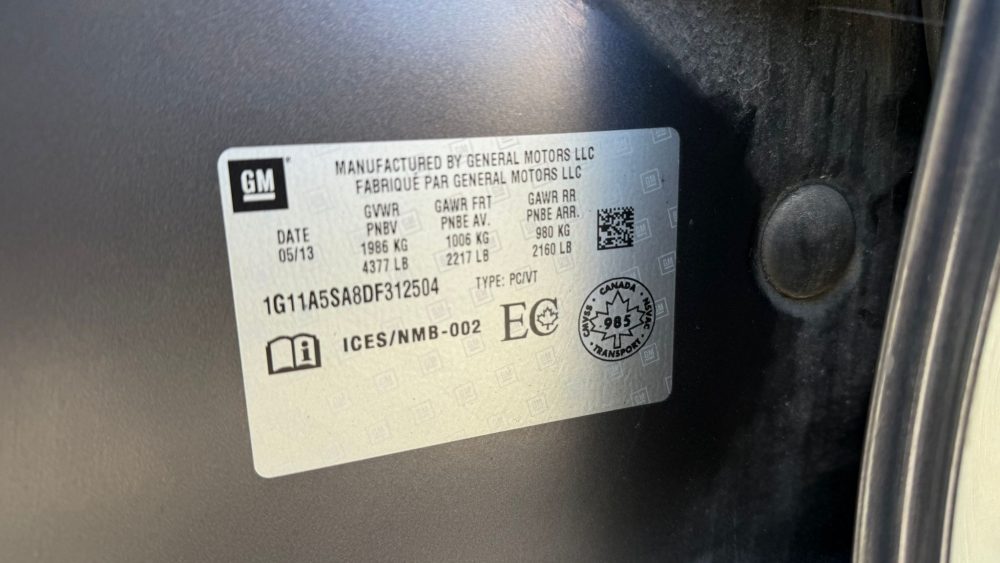 GM
MANUFACTURED BY GENERAL MOTORS LLC
FABRIQUÉ PAR GENERAL MOTORS LLC
DATE
05/13
GVWR
PNBV
1986 KG
4377 LB
GAWR FRT
PNBE AV.
1006 KG
2217 LB
GAWR RR
PNBE ARR.
980 KG
2160 LB
1G11A5SA8DF312504
TYPE: PC/VT
i
ICES/NMB-002
EC
CANADA
CMVSS
NSVAC
985
TRANSPORT